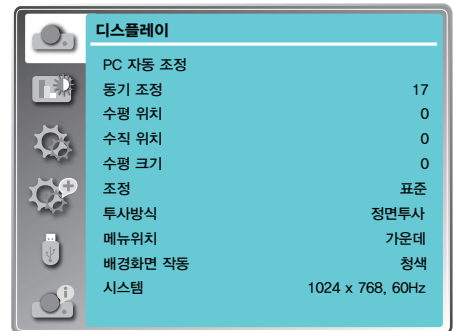 디스플레이
PC 자동 조정
동기 조정 17
수평 위치 0
수직 위치 0
수평 크기 0
조정 표준
투사방식 정면투사
메뉴위치 가운데
배경화면 작동 청색
시스템 1024 x 768, 60Hz